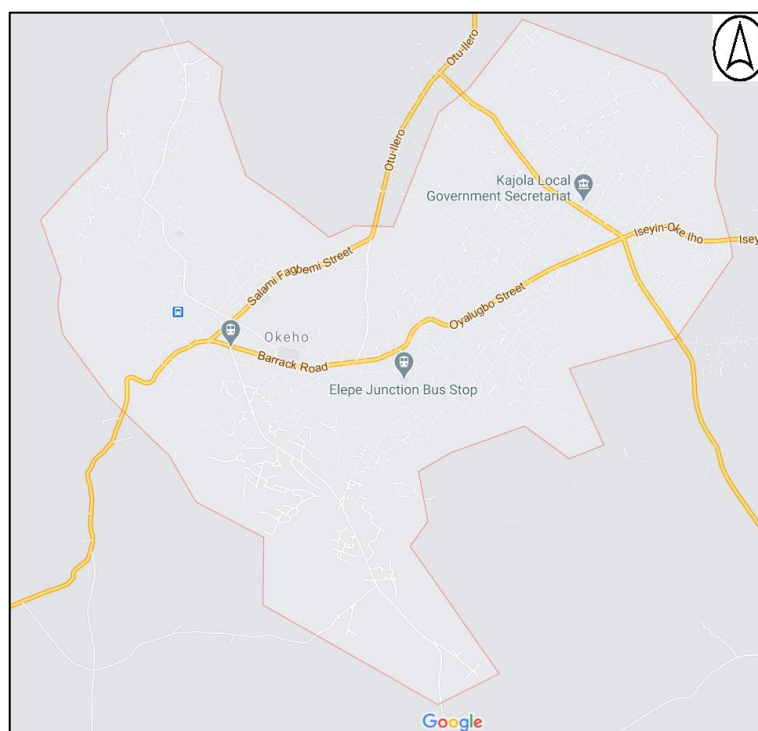 Otu-Ilero
Otu-Ilero
Kajola Local
Government Secretariat
Iseyin-Oke Iho
Isey
Salami Fagbemi Street
Oyalugbo Street
Okeho
Barrack Road
Elepe Junction Bus Stop
Google